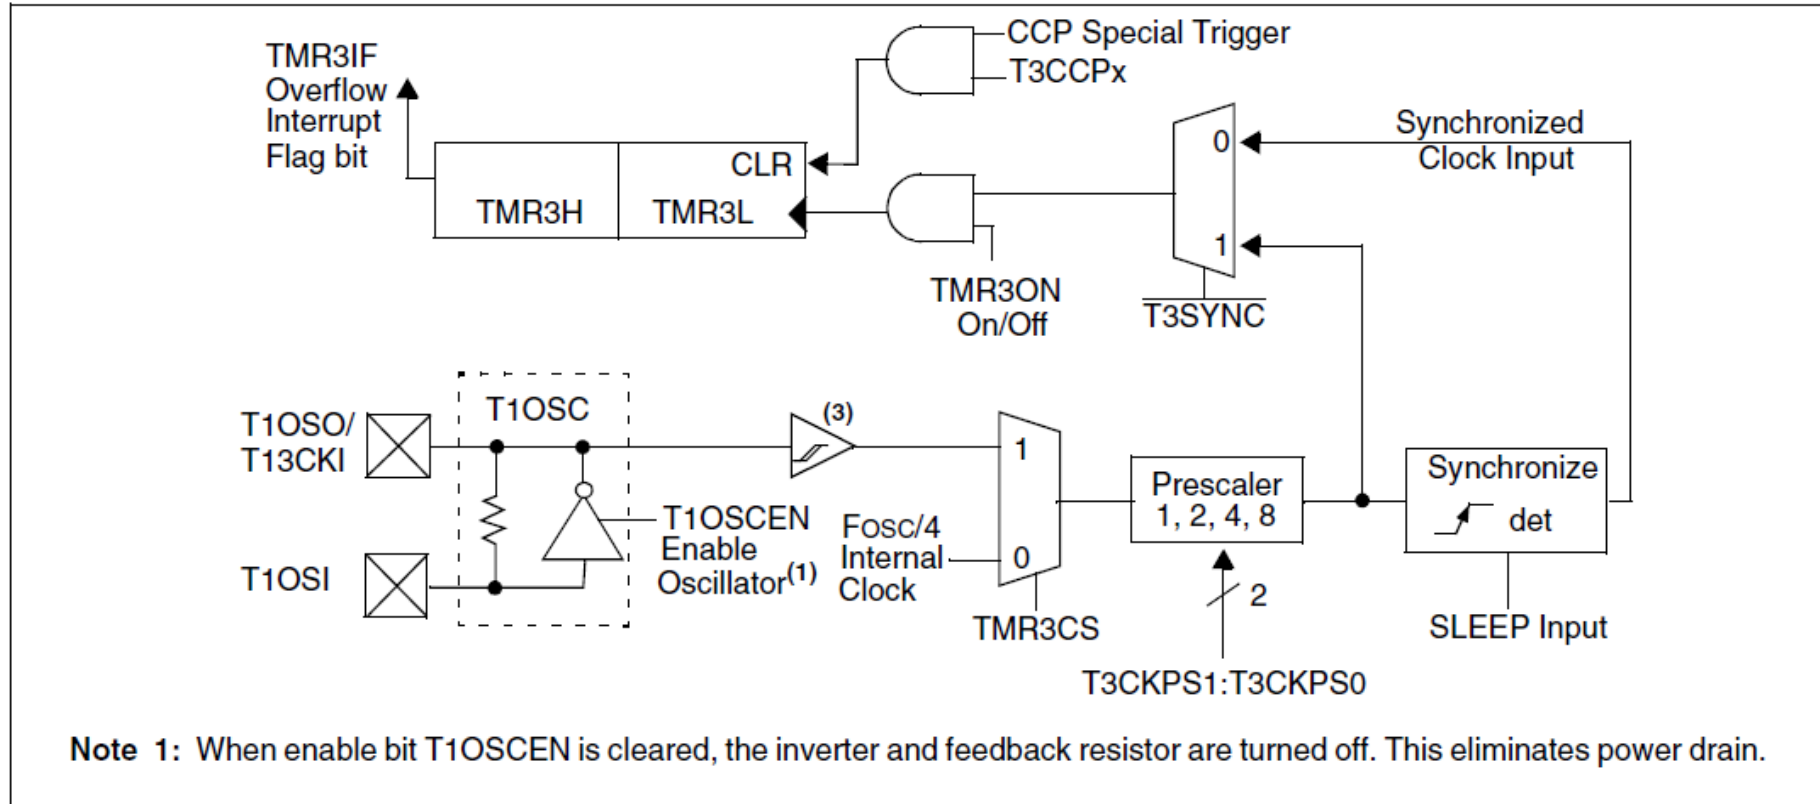 TMR3IF
Overflow
Interrupt
Flag bit
CCP Special Trigger
T3CCPx
CLR
TMR3H
TMR3L
TMR3ON
On/Off
0
1
T3SYNC
Synchronized
Clock Input
T1OSO/
T13CKI
T1OSI
T1OSC
T1OSCEN
Enable
Oscillator(1)
(3)
FOSC/4
Internal
Clock
1
0
TMR3CS
Prescaler
1, 2, 4, 8
2
T3CKPS1:T3CKPS0
Synchronize
det
SLEEP Input
Note 1: When enable bit T1OSCEN is cleared, the inverter and feedback resistor are turned off. This eliminates power drain.